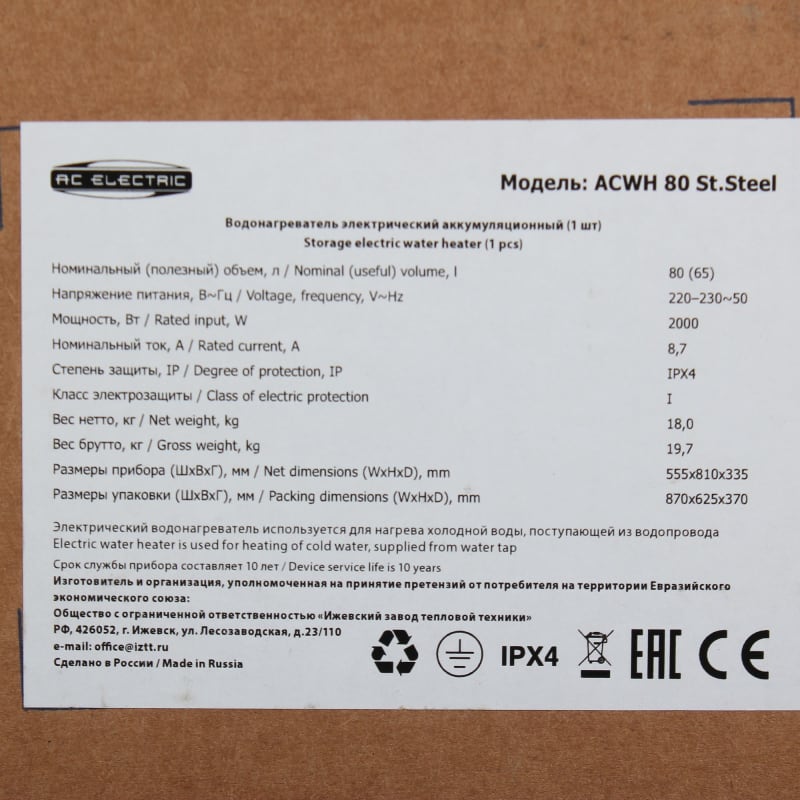 AC ELECTRIC
Модель: ACWH 80 St.Steel
Водонагреватель электрический аккумуляционный (1 шт)
Storage electric water heater (1 pcs)
Номинальный (полезный) объем, л / Nominal (useful) volume, l 80 (65)
Напряжение питания, В~Гц / Voltage, frequency, V~Hz 220–230~50
Мощность, Вт / Rated input, W 2000
Номинальный ток, А / Rated current, A 8,7
Степень защиты, IP / Degree of protection, IP IPX4
Класс электрозащиты / Class of electric protection I
Вес нетто, кг / Net weight, kg 18,0
Вес брутто, кг / Gross weight, kg 19,7
Размеры прибора (ШхВхГ), мм / Net dimensions (WxHxD), mm 555x810x335
Размеры упаковки (ШхВхГ), мм / Packing dimensions (WxHxD), mm 870x625x370
Электрический водонагреватель используется для нагрева холодной воды, поступающей из водопровода
Electric water heater is used for heating of cold water, supplied from water tap
Срок службы прибора составляет 10 лет / Device service life is 10 years
Изготовитель и организация, уполномоченная на принятие претензий от потребителя на территории Евразийского
экономического союза:
Общество с ограниченной ответственностью «Ижевский завод тепловой техники»
РФ, 426052, г. Ижевск, ул. Лесозаводская, д.23/110
e-mail: office@iztt.ru
Сделано в России / Made in Russia
IPX4 EAC CE